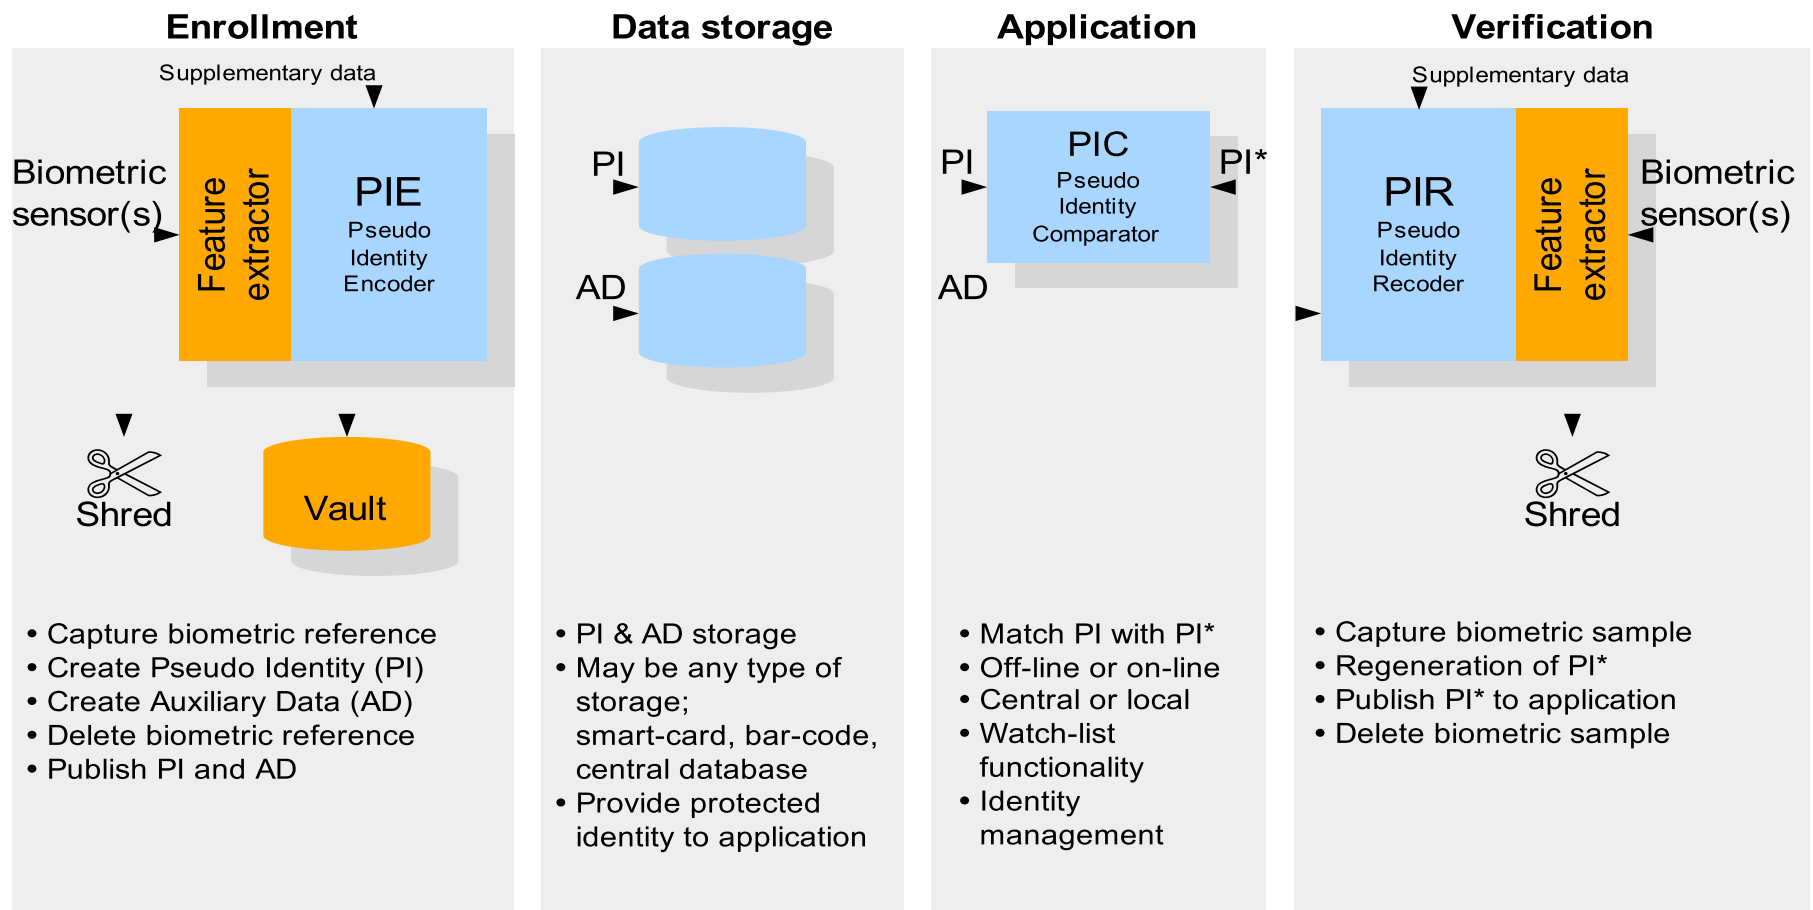 Enrollment
Supplementary data
Biometric
sensor(s)
Feature
extractor
PIE
Pseudo
Identity
Encoder
Shred
Vault
• Capture biometric reference
• Create Pseudo Identity (PI)
• Create Auxiliary Data (AD)
• Delete biometric reference
• Publish PI and AD
Data storage
PI
AD
• PI & AD storage
• May be any type of
storage;
smart-card, bar-code,
central database
• Provide protected
identity to application
Application
PI
PIC
Pseudo
Identity
Comparator
PI*
AD
• Match PI with PI*
• Off-line or on-line
• Central or local
• Watch-list
functionality
• Identity
management
Verification
Supplementary data
PIR
Pseudo
Identity
Recoder
Feature
extractor
Biometric
sensor(s)
Shred
• Capture biometric sample
• Regeneration of PI*
• Publish PI* to application
• Delete biometric sample